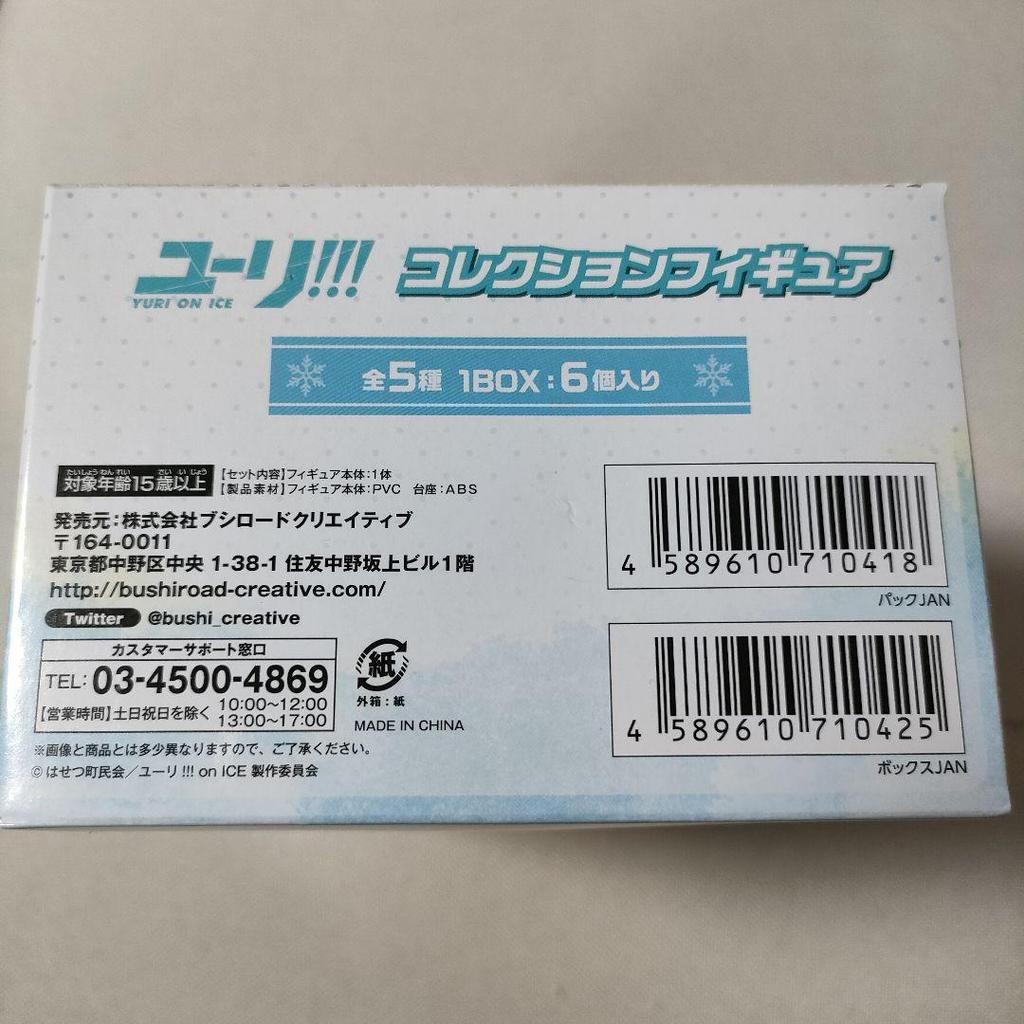 ユーリ!!! コレクションフィギュア
YURI ON ICE
全5種 1BOX:6個入り
たいしょうねんれい さいいじょう
対象年齢15歳以上
【セット内容】フィギュア本体:1体
【製品素材】フィギュア本体:PVC 台座:ABS
発売元:株式会社ブシロードクリエイティブ
〒164-0011
東京都中野区中央 1-38-1 住友中野坂上ビル1階
http://bushiroad-creative.com/
Twitter @bushi_creative
カスタマーサポート窓口
TEL:03-4500-4869
【営業時間】土日祝日を除く 10:00~12:00
13:00~17:00
紙
外箱:紙
MADE IN CHINA
※画像と商品とは多少異なりますので、ご了承ください。
© はせつ町民会/ユーリ!!! on ICE 製作委員会
4 589610 710418
パックJAN
4 589610 710425
ボックスJAN